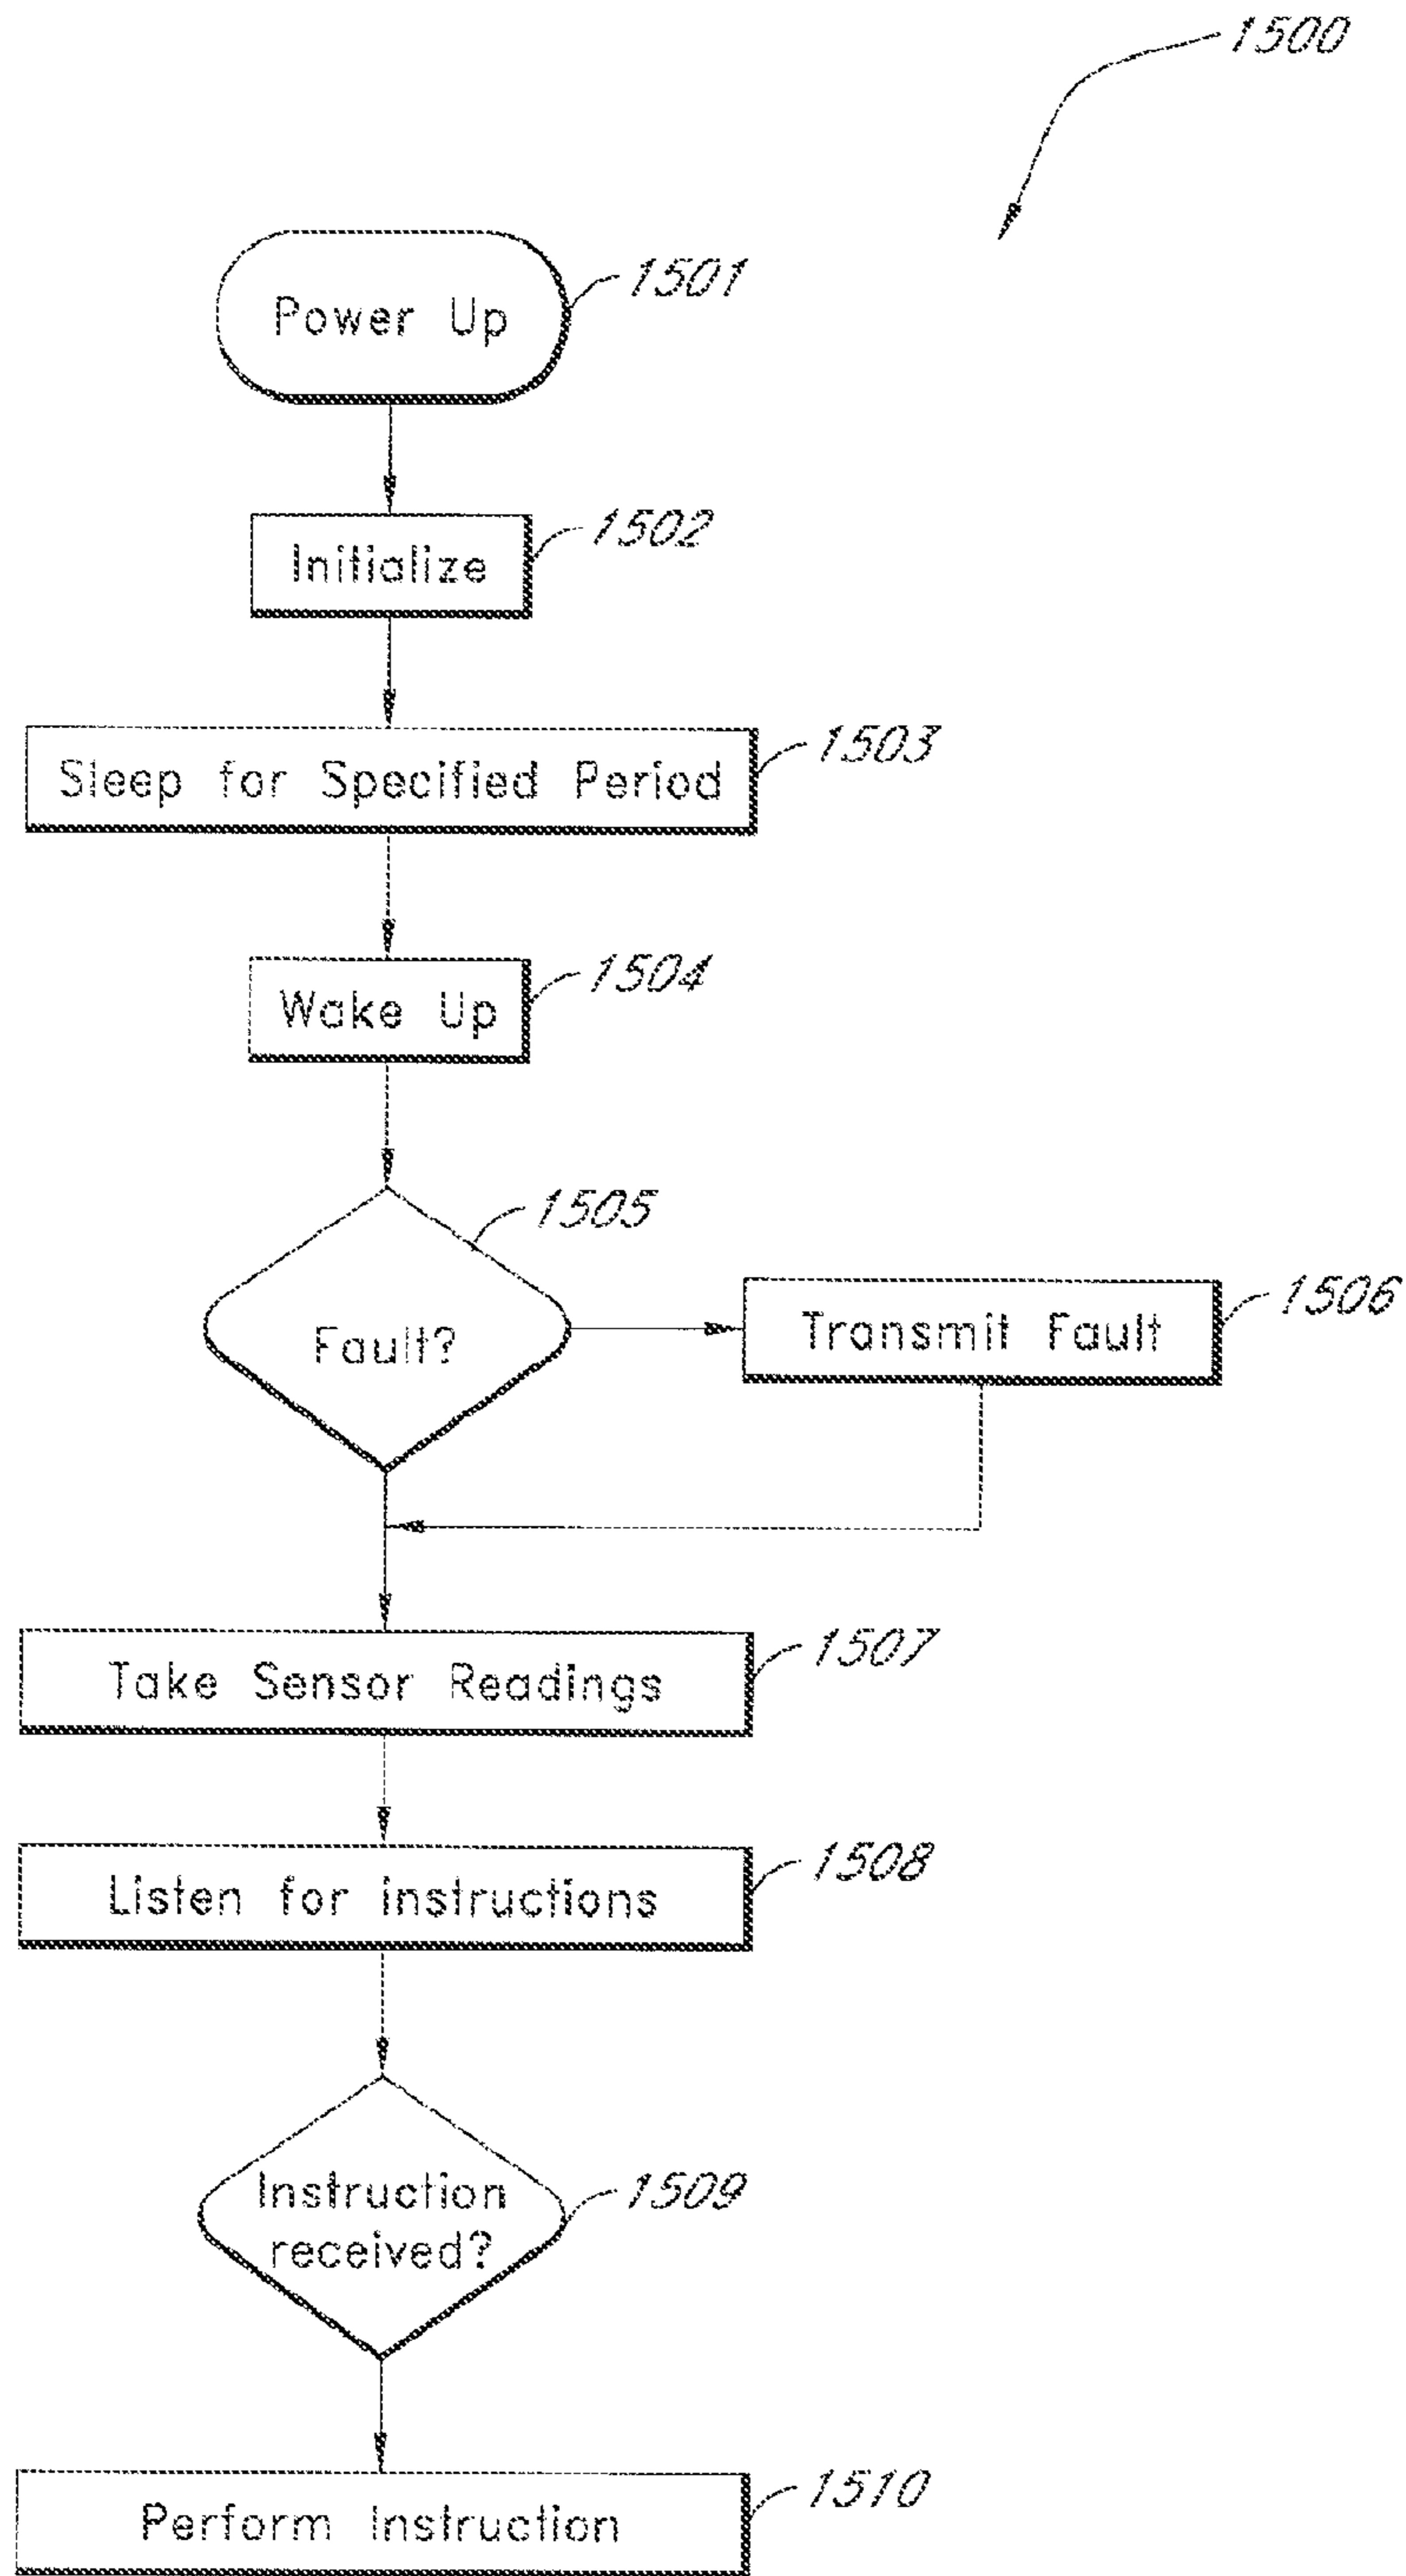 1500
Power Up
1501
Initialize
1502
Sleep for Specified Period
1503
Wake Up
1504
1505
Fault?
Transmit Fault
1506
Take Sensor Readings
1507
Listen for instructions
1508
Instruction
received?
1509
Perform Instruction
1510